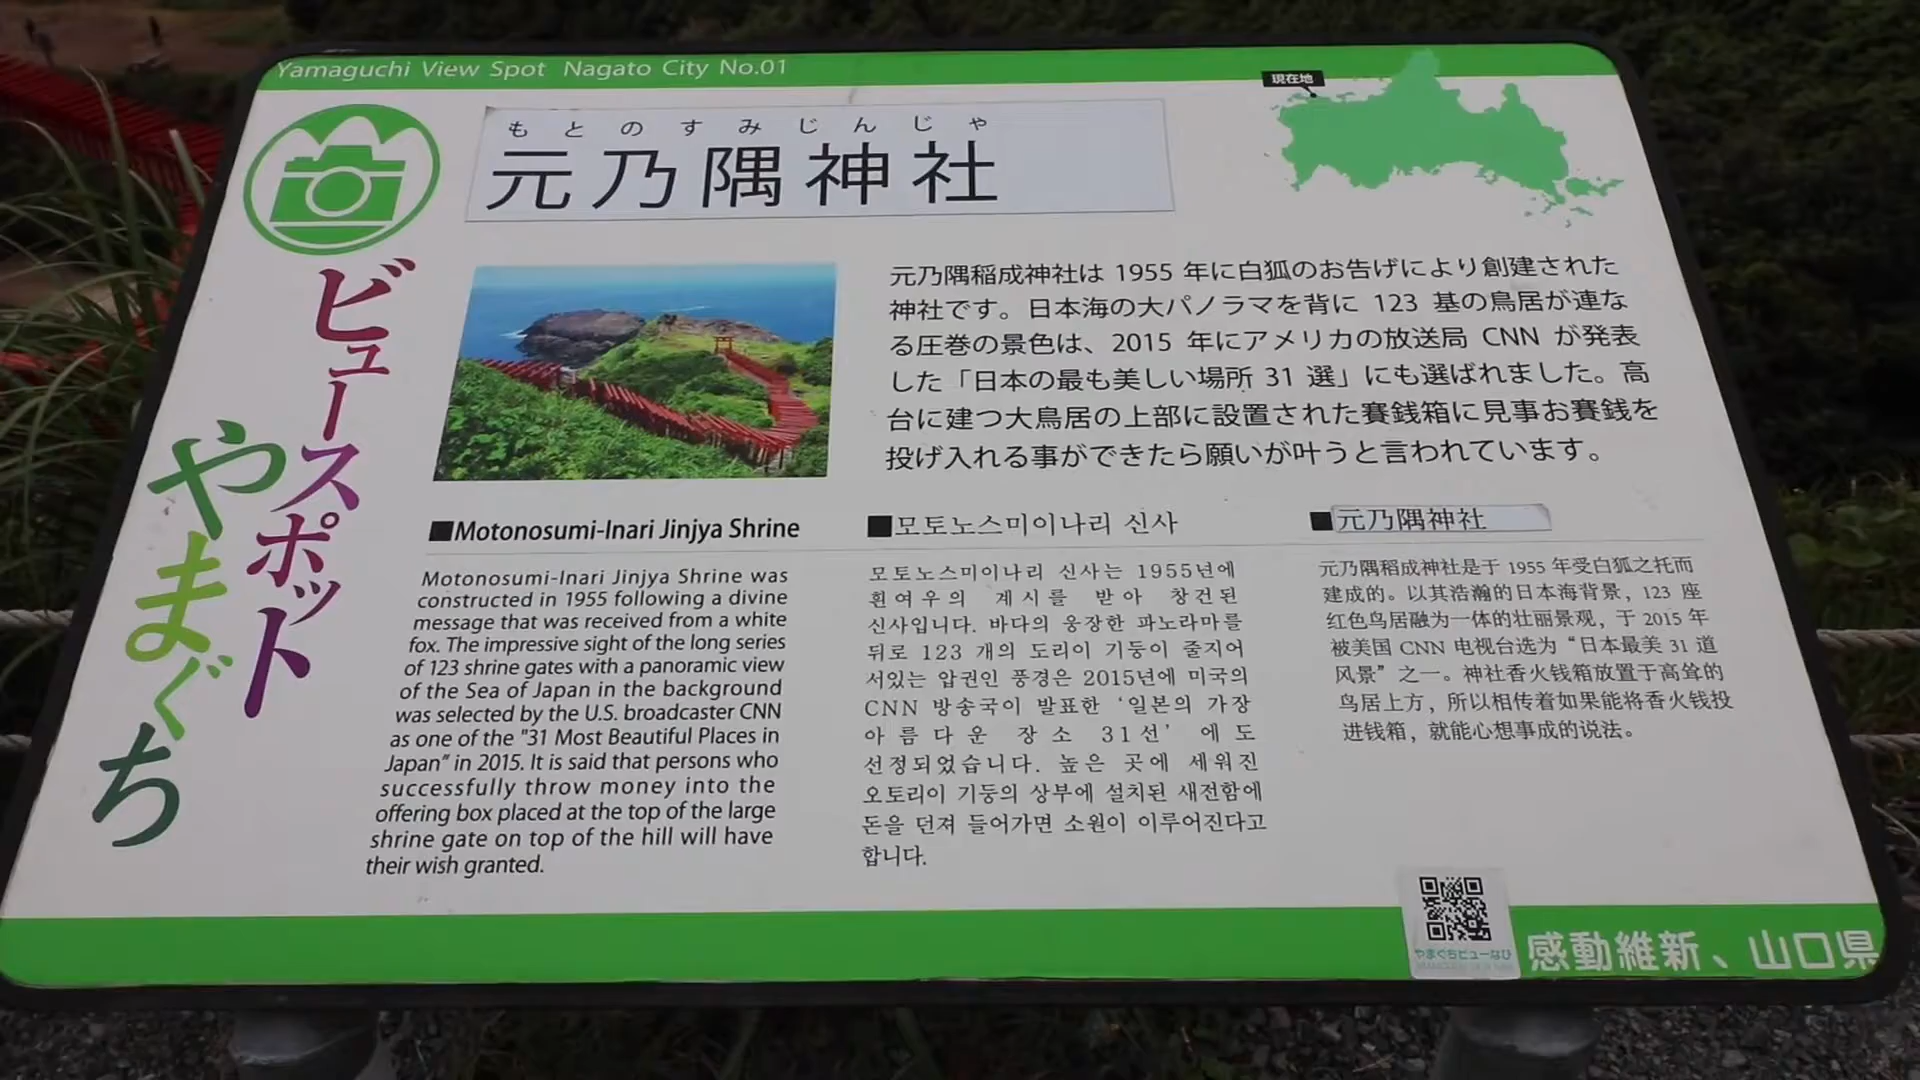 Yamaguchi View Spot Nagato City No.01
現在地
もとのすみじんじゃ
元乃隅神社
ビュースポット
やまぐち
元乃隅稲成神社は 1955 年に白狐のお告げにより創建された
神社です。日本海の大パノラマを背に 123 基の鳥居が連な
る圧巻の景色は、2015 年にアメリカの放送局 CNN が発表
した「日本の最も美しい場所 31 選」にも選ばれました。高
台に建つ大鳥居の上部に設置された賽銭箱に見事お賽銭を
投げ入れる事ができたら願いが叶うと言われています。
■Motonosumi-Inari Jinjya Shrine
Motonosumi-Inari Jinjya Shrine was
constructed in 1955 following a divine
message that was received from a white
fox. The impressive sight of the long series
of 123 shrine gates with a panoramic view
of the Sea of Japan in the background
was selected by the U.S. broadcaster CNN
as one of the "31 Most Beautiful Places in
Japan" in 2015. It is said that persons who
successfully throw money into the
offering box placed at the top of the large
shrine gate on top of the hill will have
their wish granted.
■모토노스미이나리 신사
모토노스미이나리 신사는 1955년에
흰여우의 계시를 받아 창건된
신사입니다. 바다의 웅장한 파노라마를
뒤로 123 개의 도리이 기둥이 줄지어
서있는 압권인 풍경은 2015년에 미국의
CNN 방송국이 발표한 ‘일본의 가장
아름다운 장소 31선’ 에도
선정되었습니다. 높은 곳에 세워진
오토리이 기둥의 상부에 설치된 새전함에
돈을 던져 들어가면 소원이 이루어진다고
합니다.
■元乃隅神社
元乃隅稻成神社是于 1955 年受白狐之托而
建成的。以其浩瀚的日本海背景，123 座
红色鸟居融为一体的壮丽景观，于 2015 年
被美国 CNN 电视台选为“日本最美 31 道
风景”之一。神社香火钱箱放置于高耸的
鸟居上方，所以相传着如果能将香火钱投
进钱箱，就能心想事成的说法。
やまぐちビューなび
感動維新、山口県